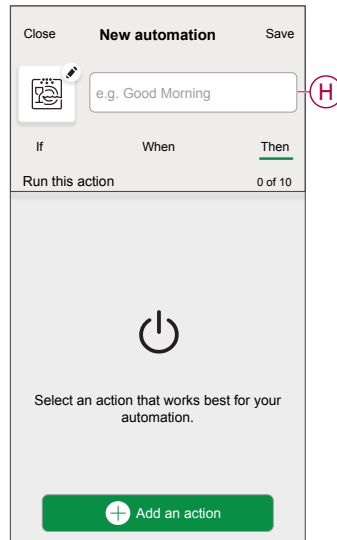 Close New automation Save
e.g. Good Morning
H
If When Then
Run this action 0 of 10
Select an action that works best for your
automation.
Add an action